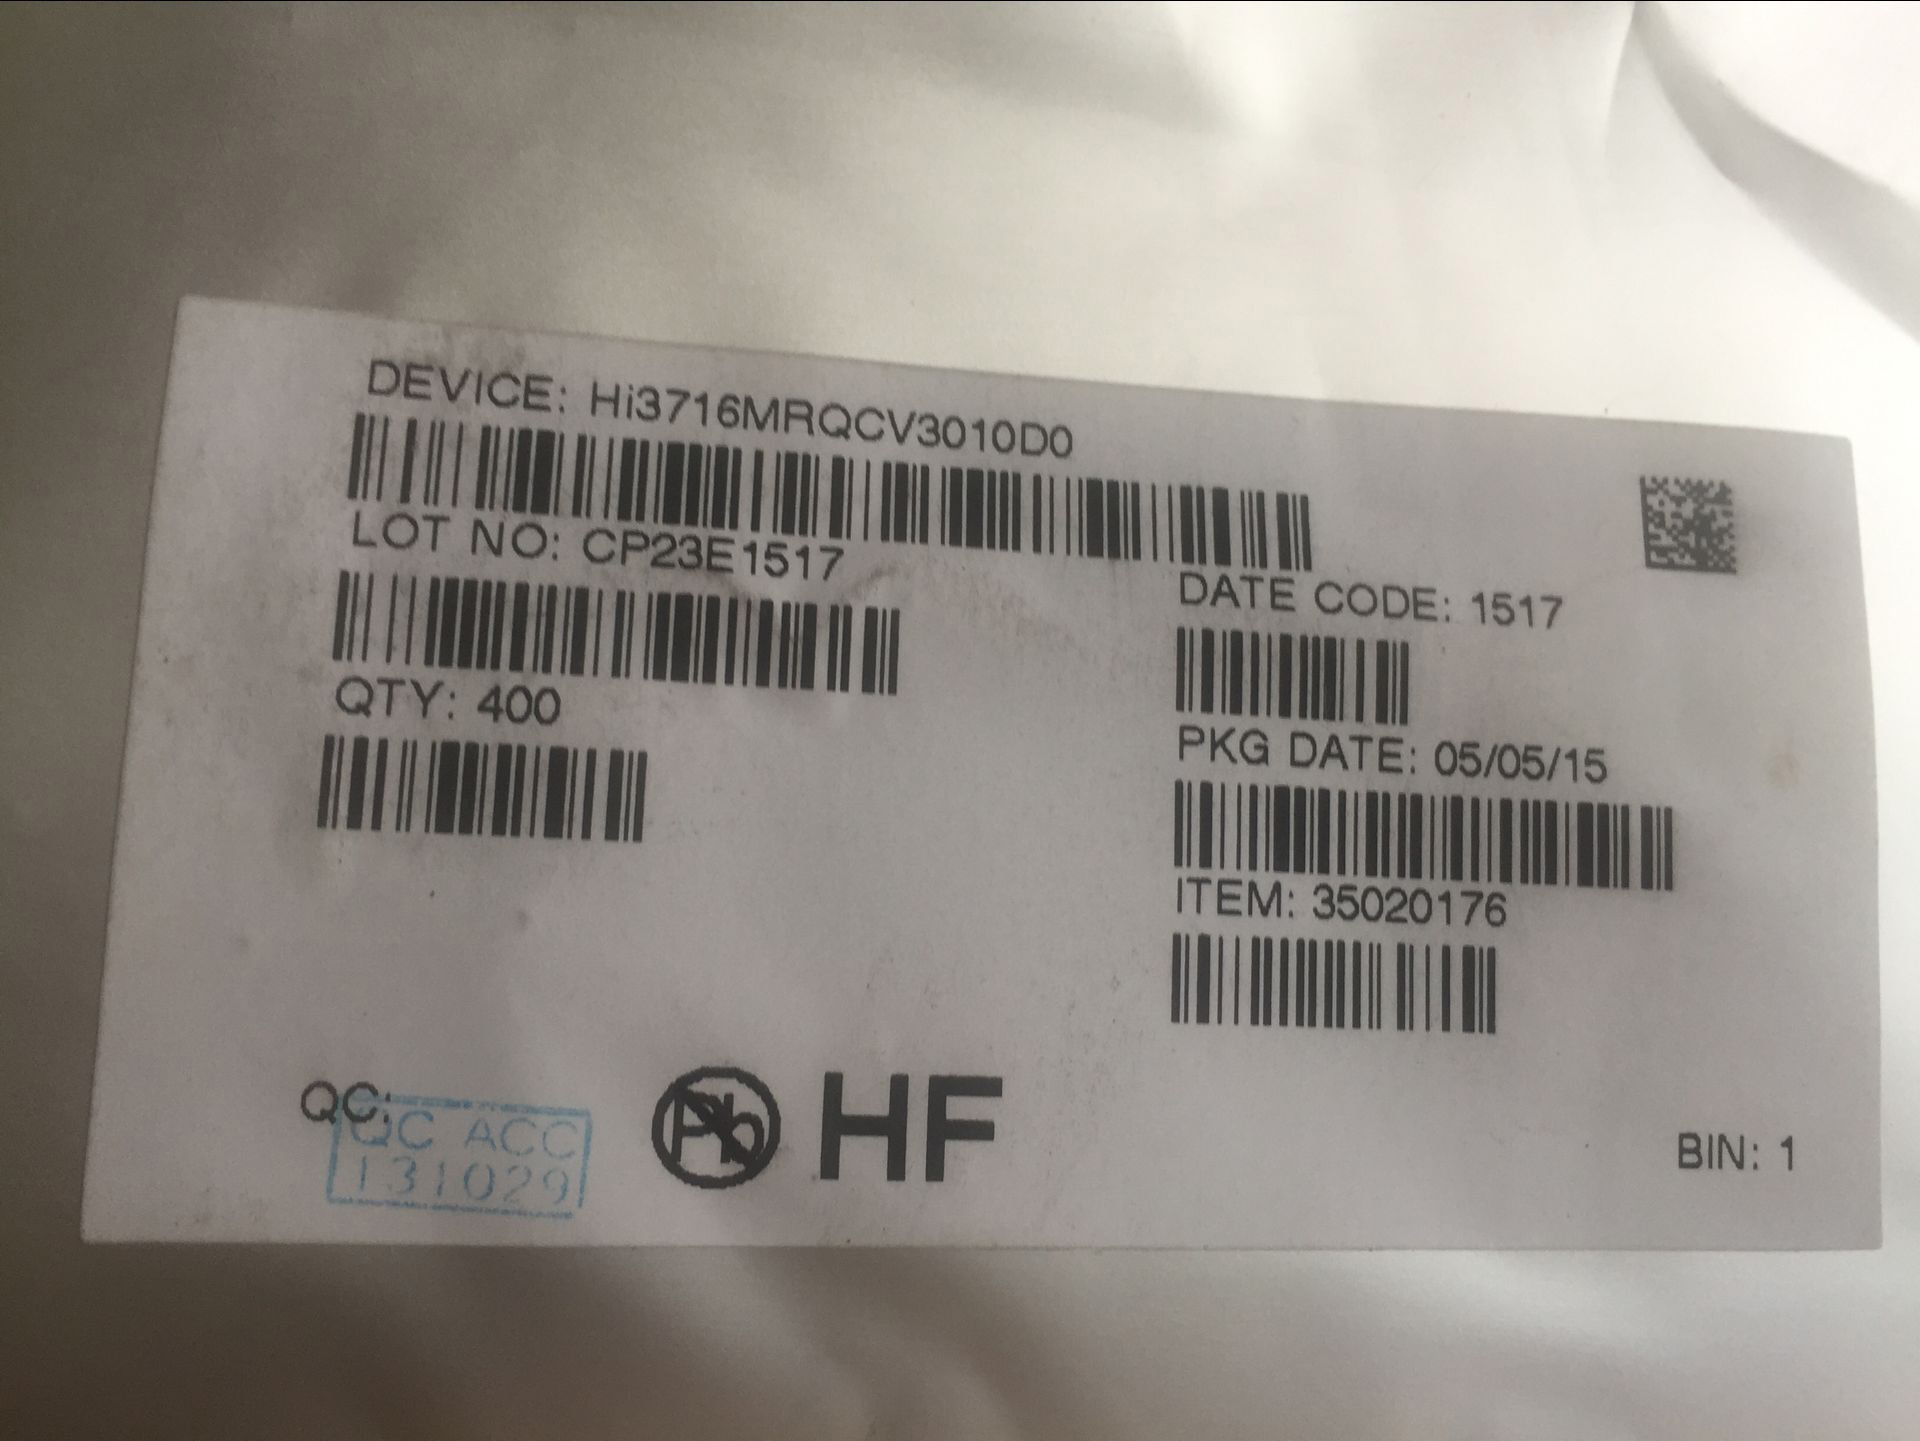 DEVICE: Hi3716MRQCV3010D0
LOT NO: CP23E1517
DATE CODE: 1517
QTY: 400
PKG DATE: 05/05/15
ITEM: 35020176
QC:
QC ACC
131029
Pb
HF
BIN: 1